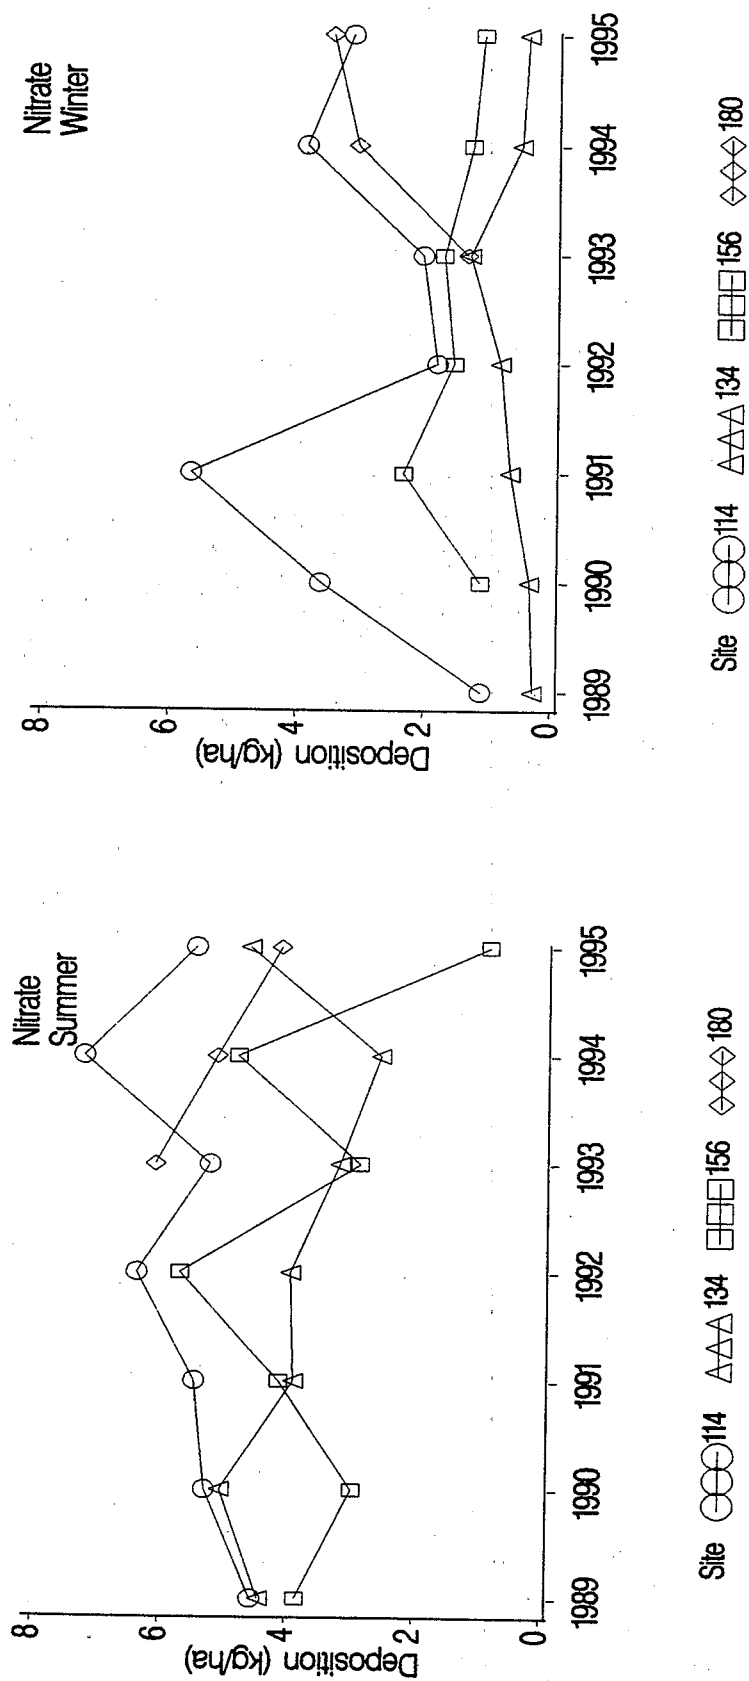 Nitrate
Summer
8
6
4
2
0
Deposition (kg/ha)
1989 1990 1991 1992 1993 1994 1995
Site 114 134 156 180
Nitrate
Winter
8
6
4
2
0
Deposition (kg/ha)
1989 1990 1991 1992 1993 1994 1995
Site 114 134 156 180